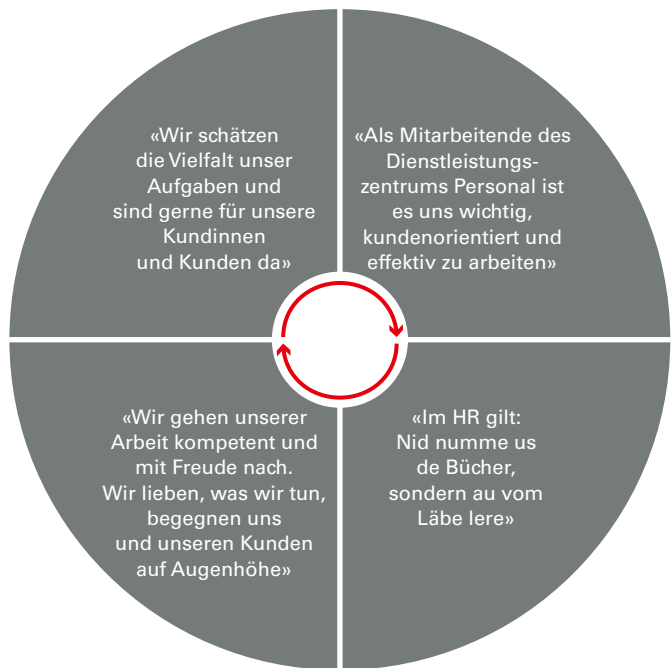 «Wir schätzen
die Vielfalt unser
Aufgaben und
sind gerne für unsere
Kundinnen
und Kunden da»
«Als Mitarbeitende des
Dienstleistungs-
zentrums Personal ist
es uns wichtig,
kundenorientiert und
effektiv zu arbeiten»
«Wir gehen unserer
Arbeit kompetent und
mit Freude nach.
Wir lieben, was wir tun,
begegnen uns
und unseren Kunden
auf Augenhöhe»
«Im HR gilt:
Nid numme us
de Bücher,
sondern au vom
Läbe lere»